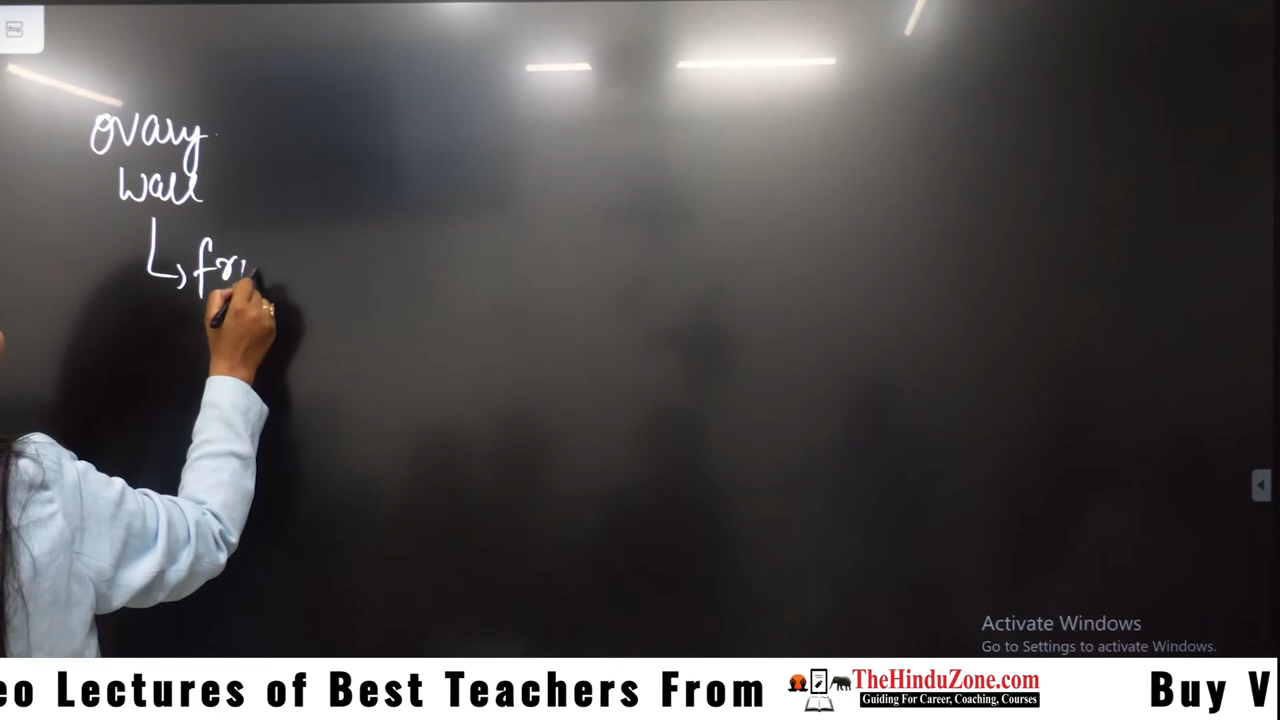 Ovary
Wall
↳ fr
Activate Windows
Go to Settings to activate Windows.
eo Lectures of Best Teachers From
TheHinduZone.com
Guiding For Career, Coaching, Courses
Buy V